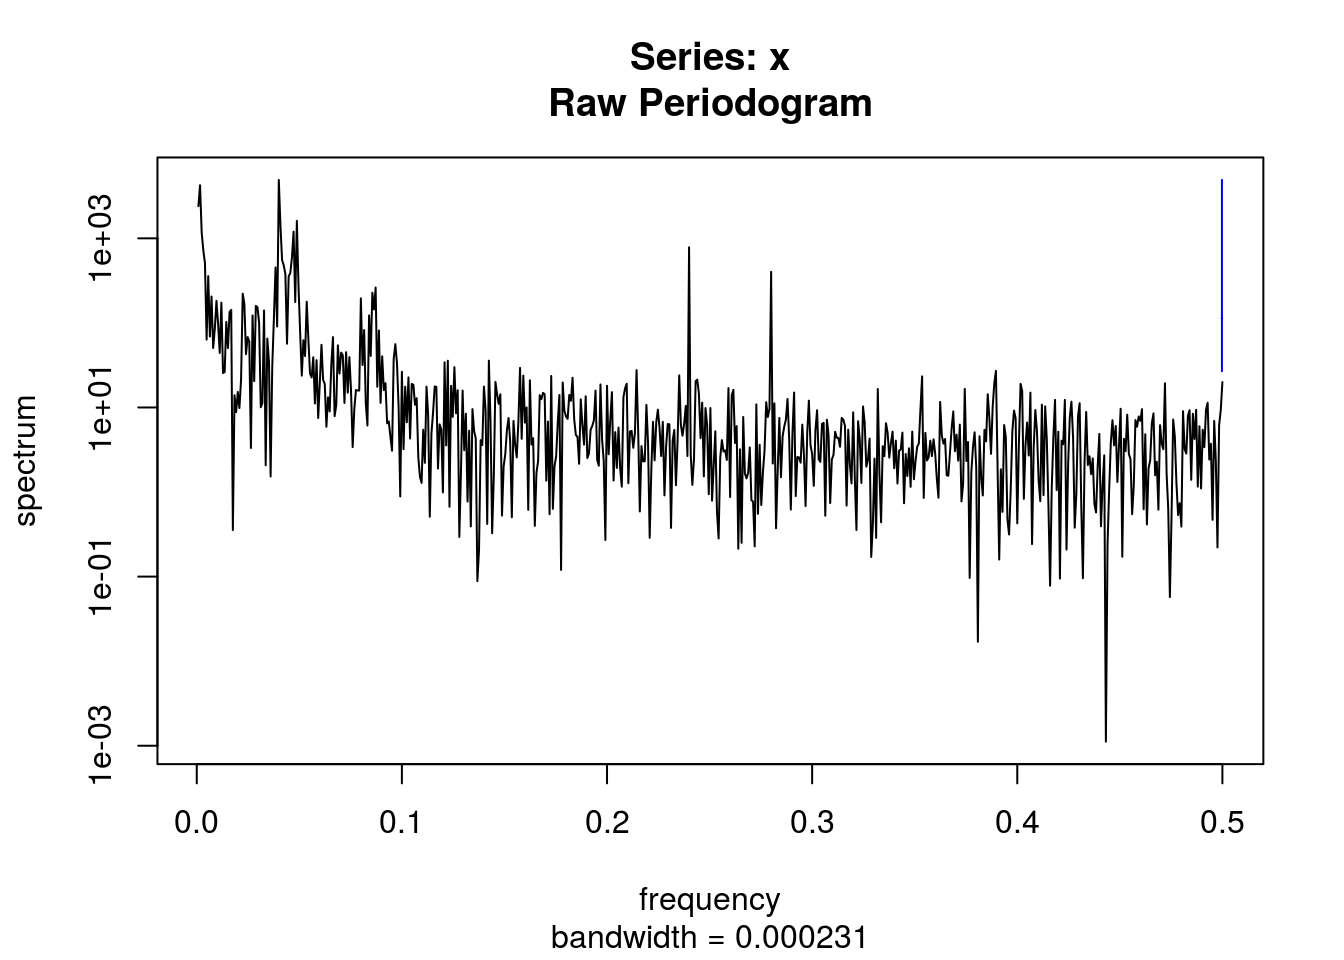 Series: x
Raw Periodogram
spectrum
1e+03
1e+01
1e-01
1e-03
0.0 0.1 0.2 0.3 0.4 0.5
frequency
bandwidth = 0.000231